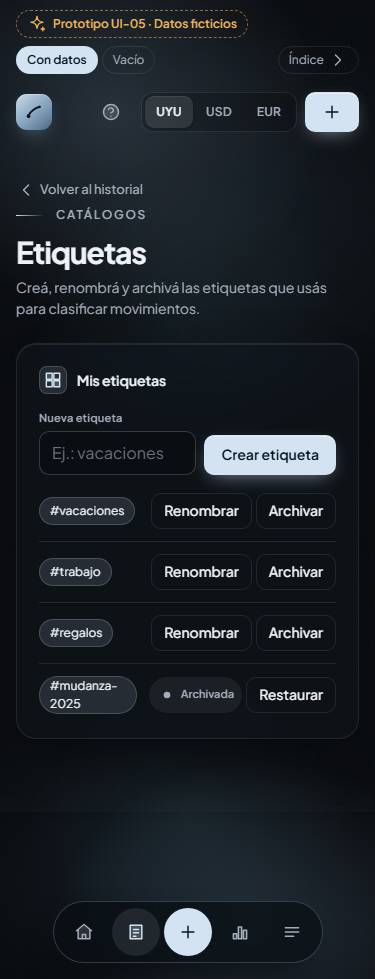 Prototipo UI-05 · Datos ficticios
Con datos
Vacío
Índice
UYU
USD
EUR
Volver al historial
CATÁLOGOS
Etiquetas
Creá, renombrá y archivá las etiquetas que usás
para clasificar movimientos.
Mis etiquetas
Nueva etiqueta
Ej.: vacaciones
Crear etiqueta
#vacaciones
Renombrar
Archivar
#trabajo
Renombrar
Archivar
#regalos
Renombrar
Archivar
#mudanza-
2025
Archivada
Restaurar